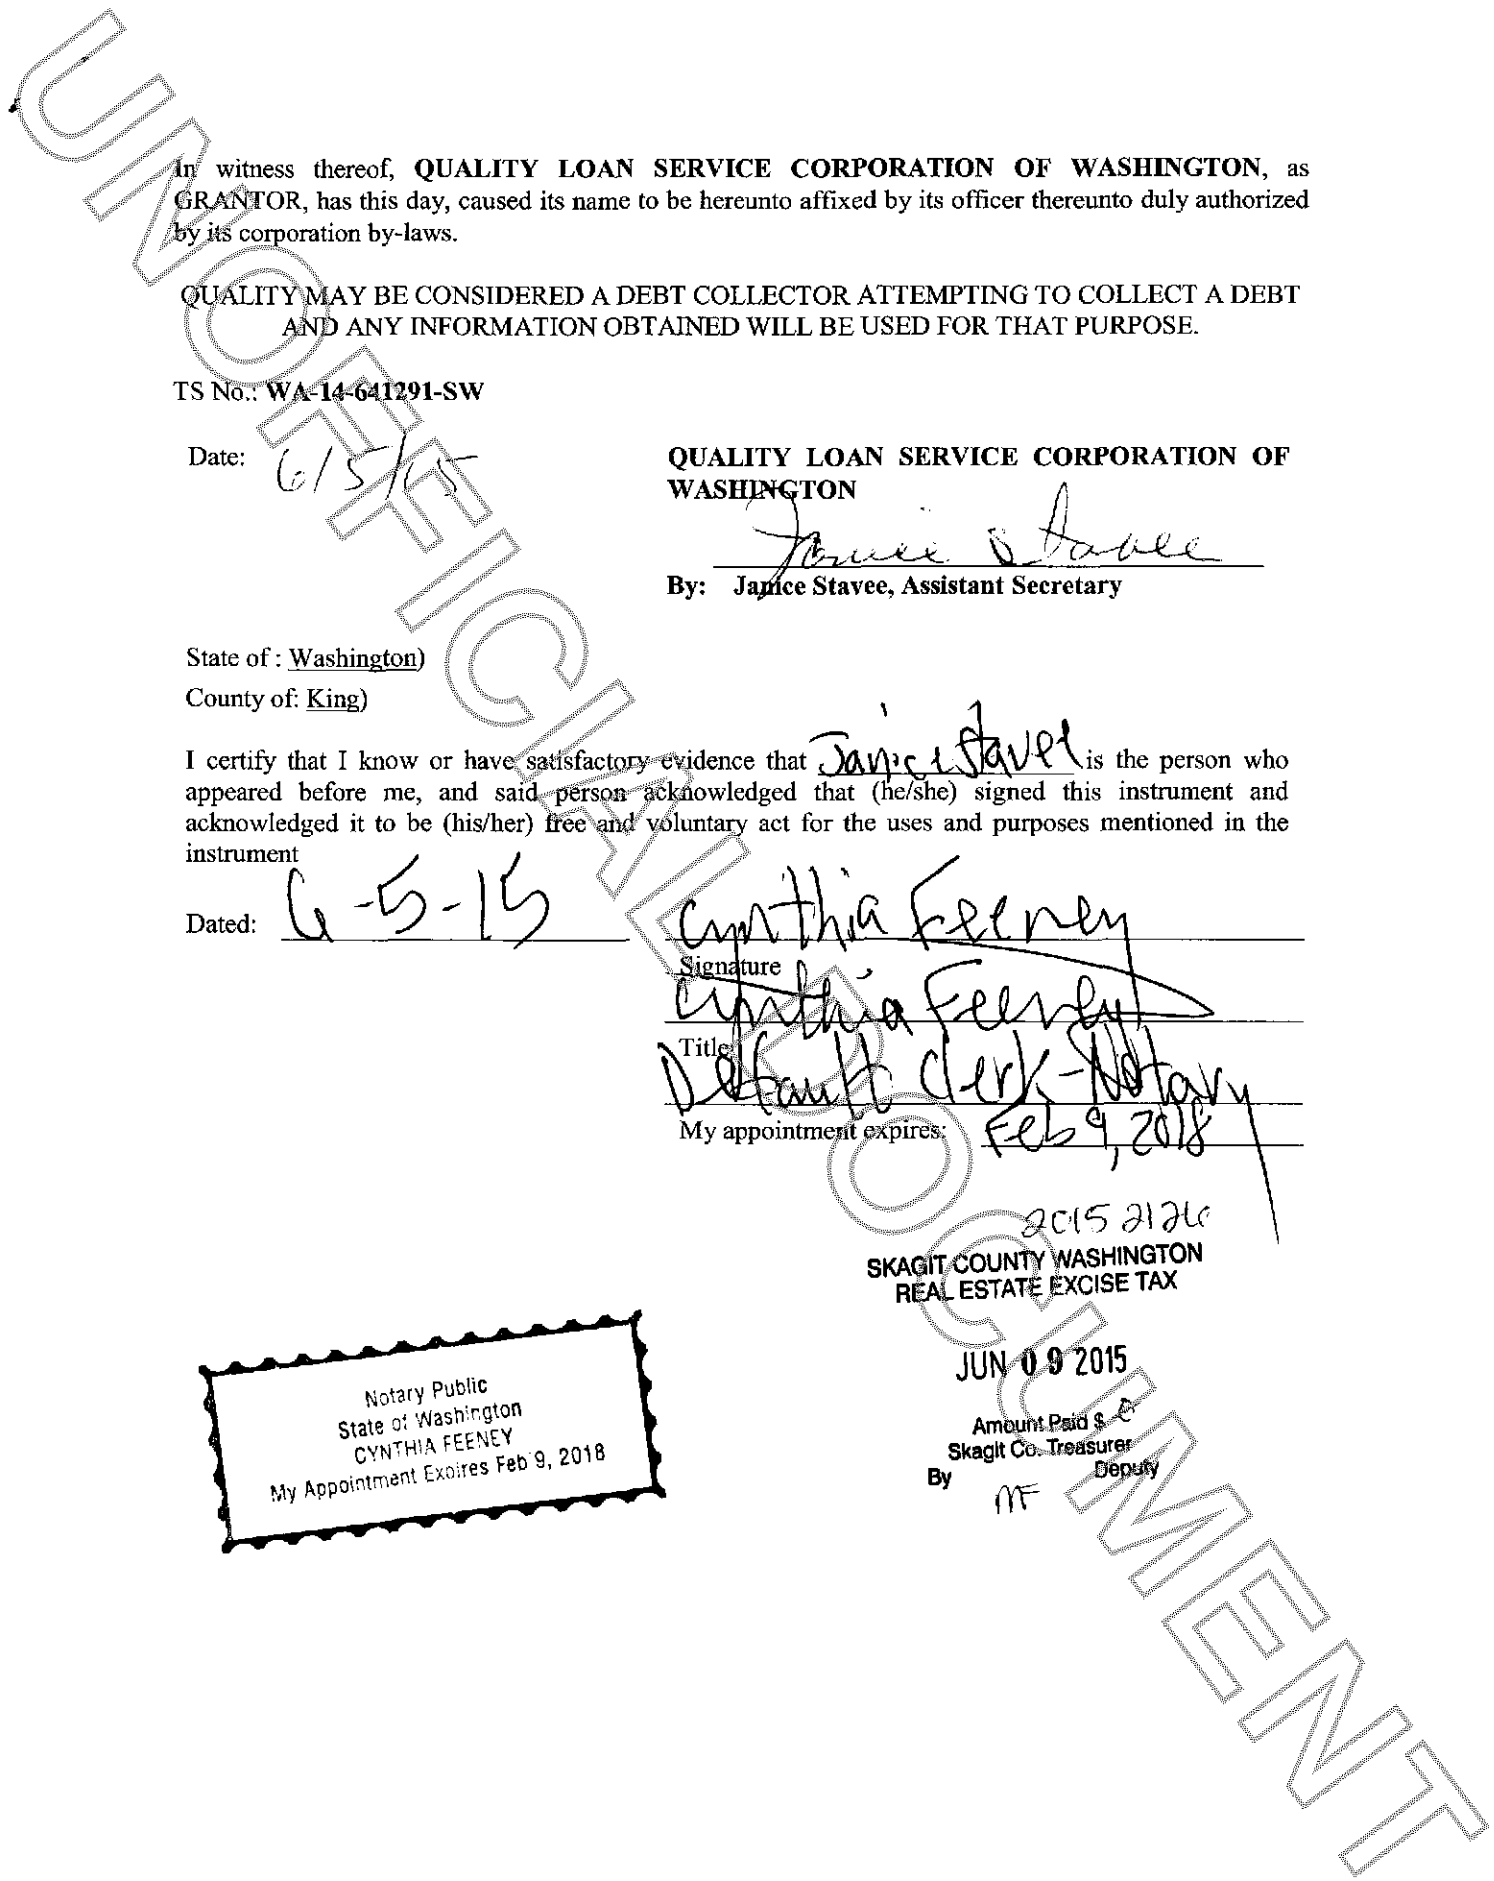 In witness thereof, QUALITY LOAN SERVICE CORPORATION OF WASHINGTON, as
GRANTOR, has this day, caused its name to be hereunto affixed by its officer thereunto duly authorized
by its corporation by-laws.
QUALITY MAY BE CONSIDERED A DEBT COLLECTOR ATTEMPTING TO COLLECT A DEBT
AND ANY INFORMATION OBTAINED WILL BE USED FOR THAT PURPOSE.
TS No.: WA-14-641291-SW
Date: 6/5/15
QUALITY LOAN SERVICE CORPORATION OF
WASHINGTON
Janice Stavee
By: Janice Stavee, Assistant Secretary
State of : Washington)
County of: King)
I certify that I know or have satisfactory evidence that Janice Stavee is the person who
appeared before me, and said person acknowledged that (he/she) signed this instrument and
acknowledged it to be (his/her) free and voluntary act for the uses and purposes mentioned in the
instrument
Dated: 6-5-15
Cynthia Feeney
Signature
Cynthia Feeney
Title
Default Clerk-Notary
My appointment expires: Feb 9, 2018
2015 2126
SKAGIT COUNTY WASHINGTON
REAL ESTATE EXCISE TAX
JUN 09 2015
Amount Paid $
Skagit Co. Treasurer
By Deputy
MF
Notary Public
State of Washington
CYNTHIA FEENEY
My Appointment Expires Feb 9, 2018
UNOFFICIAL DOCUMENT